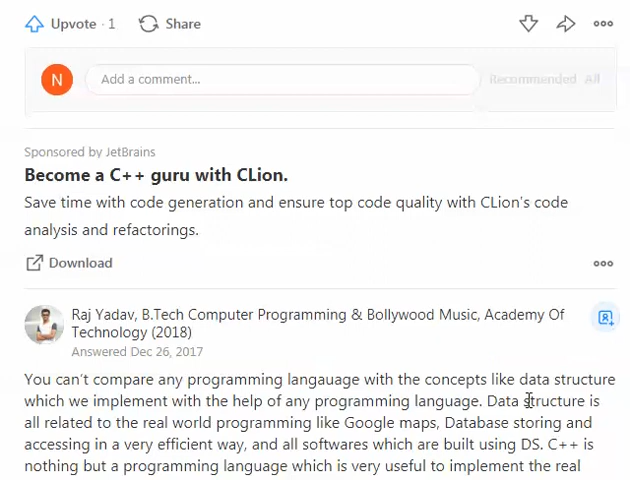 Upvote · 1 Share
N Add a comment... Recommended All
Sponsored by JetBrains
Become a C++ guru with CLion.
Save time with code generation and ensure top code quality with CLion's code
analysis and refactorings.
Download
Raj Yadav, B.Tech Computer Programming & Bollywood Music, Academy Of
Technology (2018)
Answered Dec 26, 2017
You can't compare any programming langauage with the concepts like data structure
which we implement with the help of any programming language. Data structure is
all related to the real world programming like Google maps, Database storing and
accessing in a very efficient way, and all softwares which are built using DS. C++ is
nothing but a programming language which is very useful to implement the real